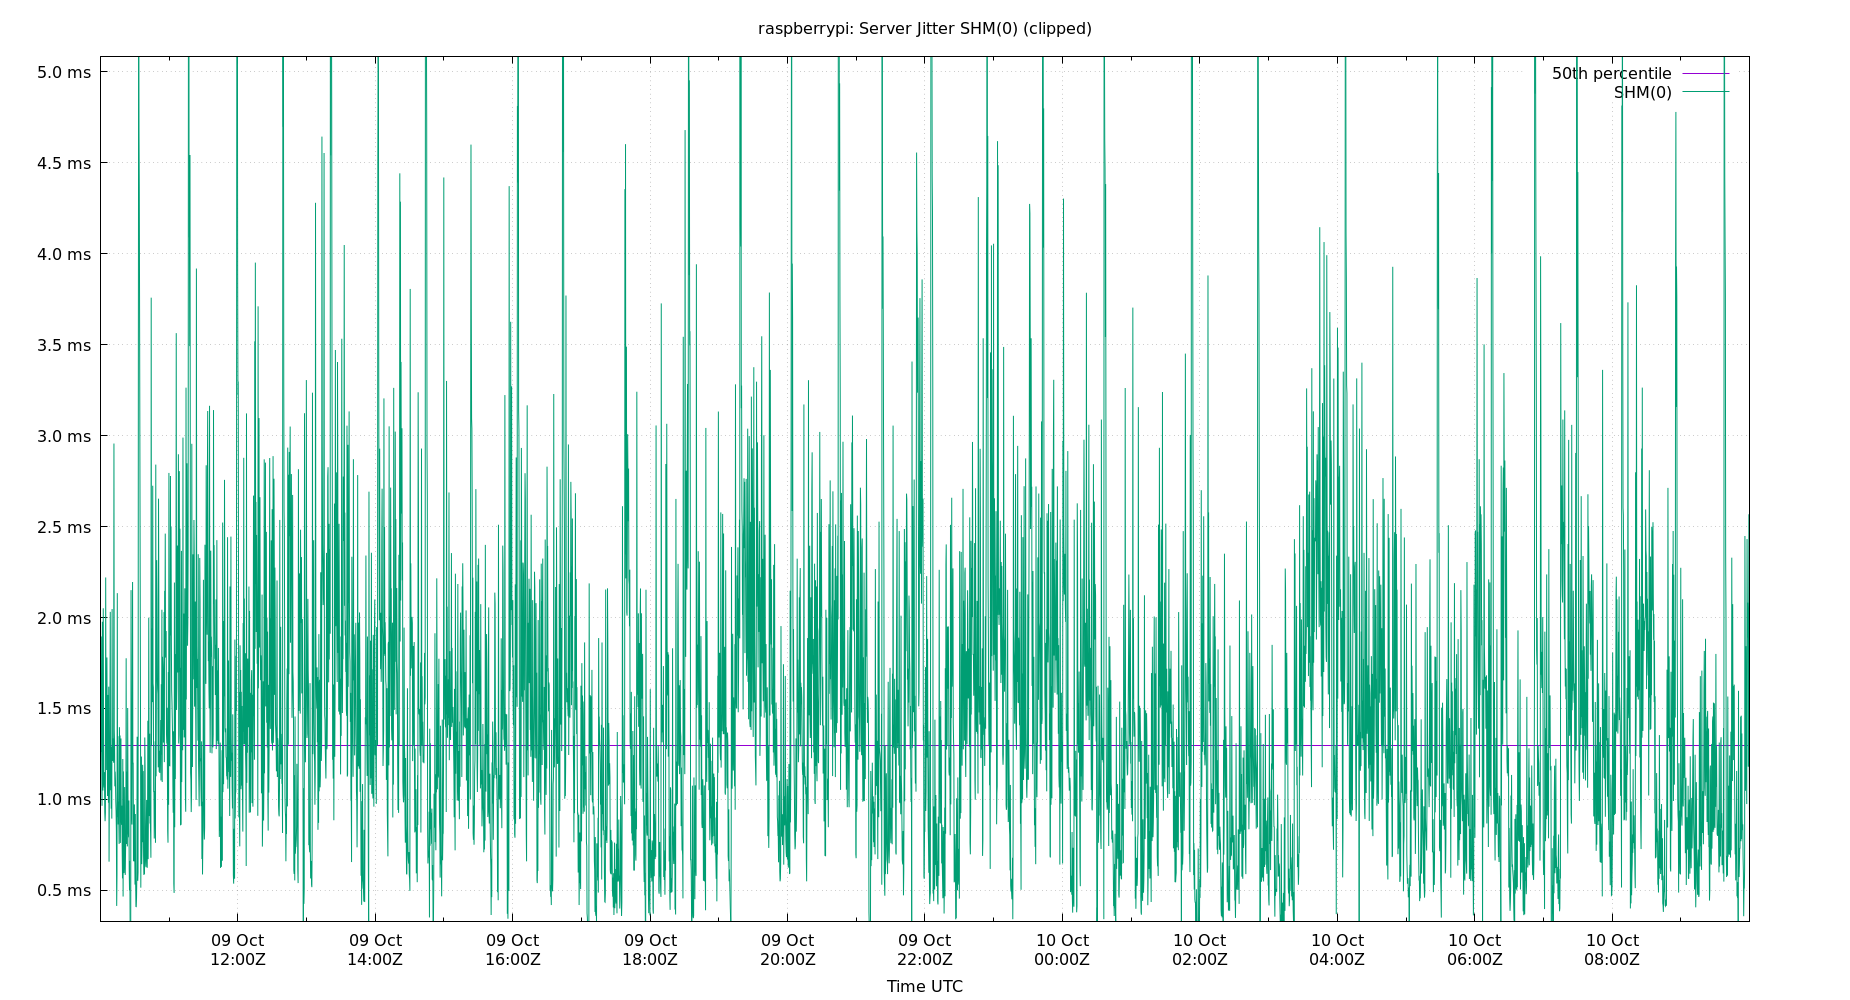 raspberrypi: Server Jitter SHM(0) (clipped)
5.0 ms
4.5 ms
4.0 ms
3.5 ms
3.0 ms
2.5 ms
2.0 ms
1.5 ms
1.0 ms
0.5 ms
50th percentile
SHM(0)
09 Oct 09 Oct 09 Oct 09 Oct 09 Oct 09 Oct 10 Oct 10 Oct 10 Oct 10 Oct 10 Oct
12:00Z 14:00Z 16:00Z 18:00Z 20:00Z 22:00Z 00:00Z 02:00Z 04:00Z 06:00Z 08:00Z
Time UTC